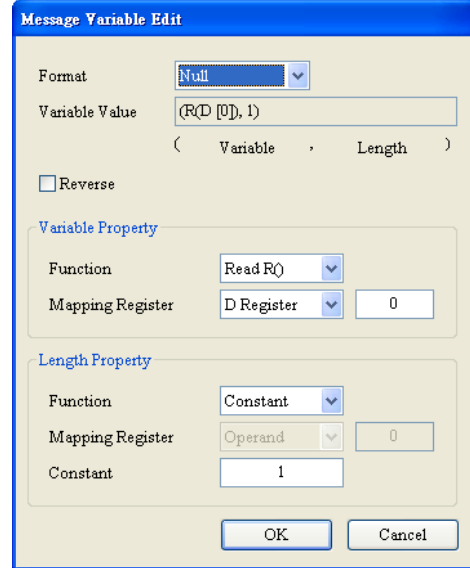 Message Variable Edit
Format Null
Variable Value (R(D [0]), 1)
( Variable , Length )
Reverse
Variable Property
Function Read R()
Mapping Register D Register 0
Length Property
Function Constant
Mapping Register Operand 0
Constant 1
OK Cancel